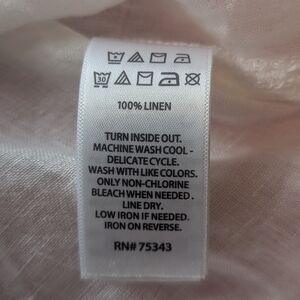 30
100% LINEN
TURN INSIDE OUT.
MACHINE WASH COOL -
DELICATE CYCLE.
WASH WITH LIKE COLORS.
ONLY NON-CHLORINE
BLEACH WHEN NEEDED.
LINE DRY.
LOW IRON IF NEEDED.
IRON ON REVERSE.
RN# 75343